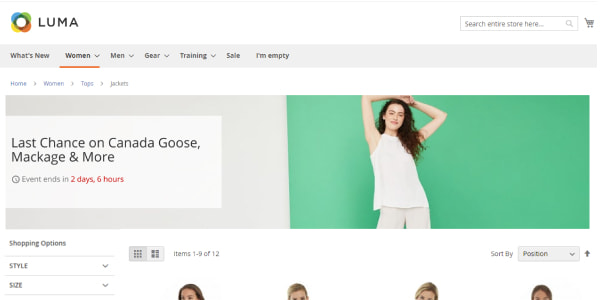 LUMA
Search entire store here...
What's New Women Men Gear Training Sale I'm empty
Home > Women > Tops > Jackets
Last Chance on Canada Goose,
Mackage & More
Event ends in 2 days, 6 hours
Shopping Options
Items 1-9 of 12
Sort By Position
STYLE
SIZE